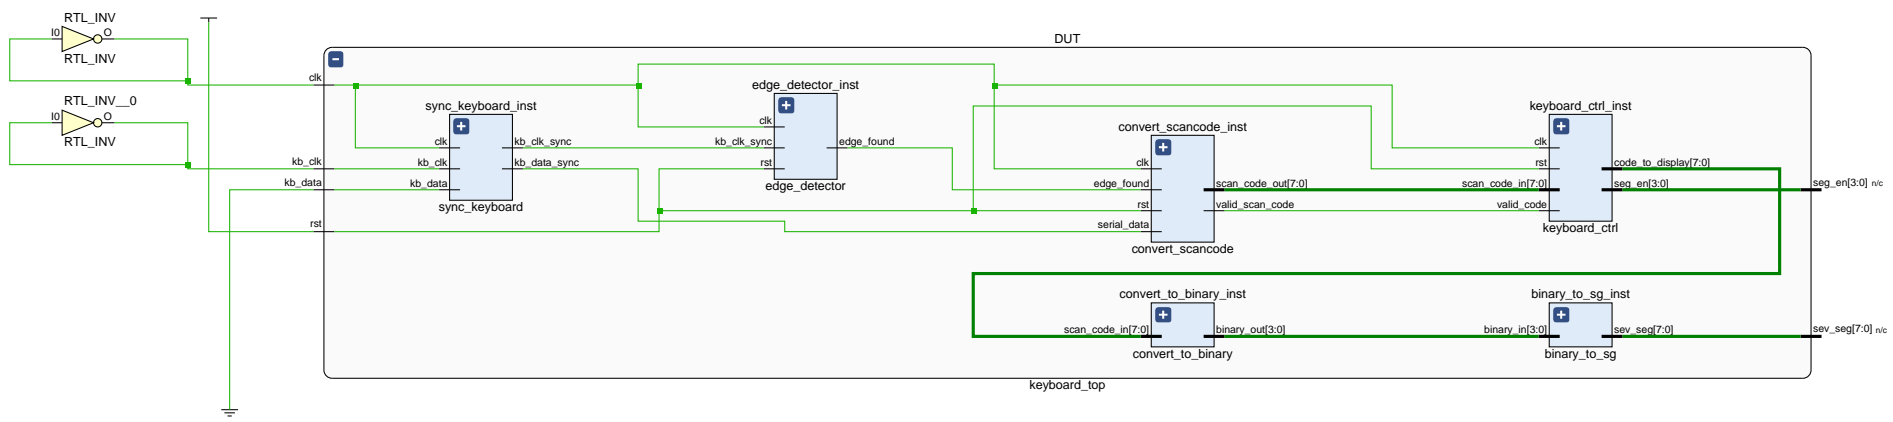 RTL_INV
I0 O
RTL_INV
RTL_INV__0
I0 O
RTL_INV
DUT
clk
kb_clk
kb_data
rst
sync_keyboard_inst
clk
kb_clk
kb_data
kb_clk_sync
kb_data_sync
sync_keyboard
edge_detector_inst
clk
kb_clk_sync
rst
edge_found
edge_detector
convert_scancode_inst
clk
edge_found
rst
serial_data
scan_code_out[7:0]
valid_scan_code
convert_scancode
keyboard_ctrl_inst
clk
rst
scan_code_in[7:0]
valid_code
code_to_display[7:0]
seg_en[3:0]
keyboard_ctrl
seg_en[3:0] n/c
convert_to_binary_inst
scan_code_in[7:0]
binary_out[3:0]
convert_to_binary
binary_to_sg_inst
binary_in[3:0]
sev_seg[7:0]
binary_to_sg
sev_seg[7:0] n/c
keyboard_top